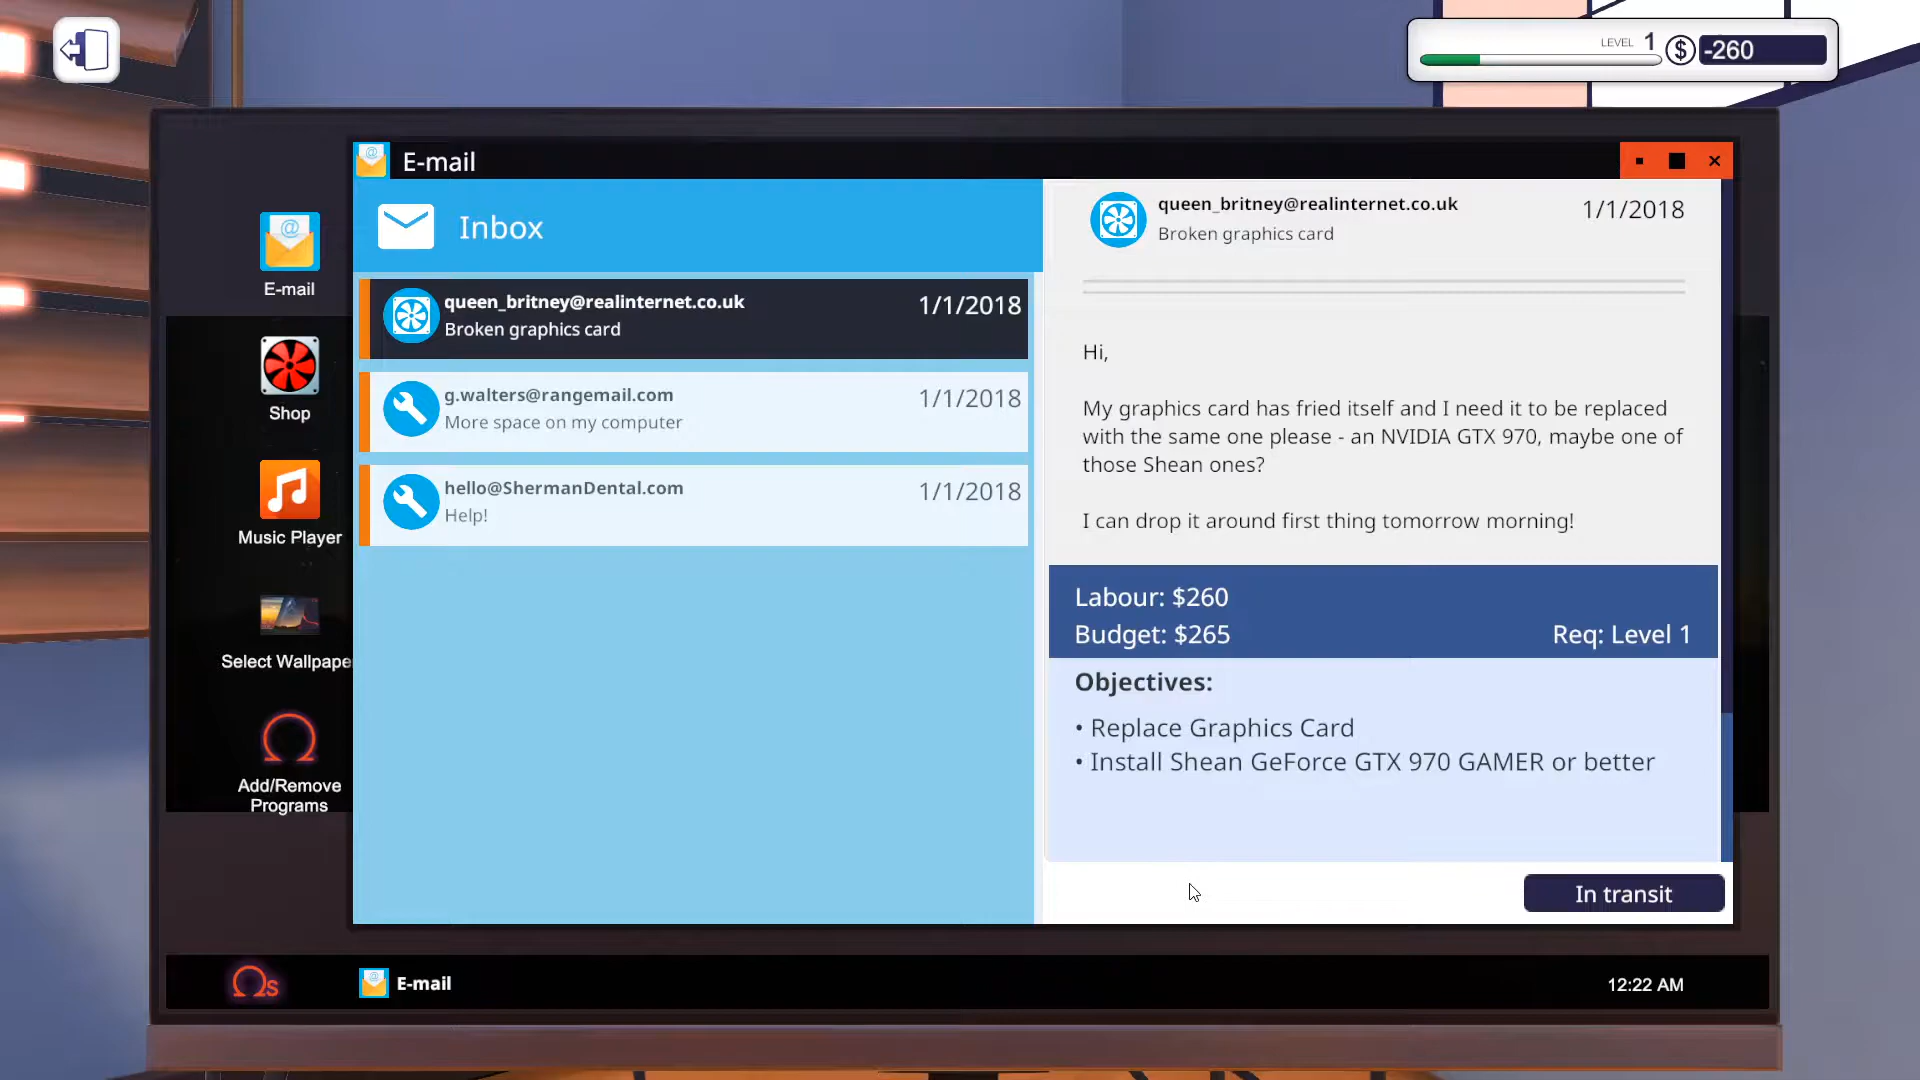 LEVEL 1
$ -260
E-mail
Inbox
queen_britney@realinternet.co.uk
1/1/2018
Broken graphics card
g.walters@rangemail.com
1/1/2018
More space on my computer
hello@ShermanDental.com
1/1/2018
Help!
queen_britney@realinternet.co.uk
1/1/2018
Broken graphics card
Hi,
My graphics card has fried itself and I need it to be replaced
with the same one please - an NVIDIA GTX 970, maybe one of
those Shean ones?
I can drop it around first thing tomorrow morning!
Labour: $260
Budget: $265
Req: Level 1
Objectives:
• Replace Graphics Card
• Install Shean GeForce GTX 970 GAMER or better
In transit
E-mail
Shop
Music Player
Select Wallpape
Add/Remove
Programs
Ωs
E-mail
12:22 AM